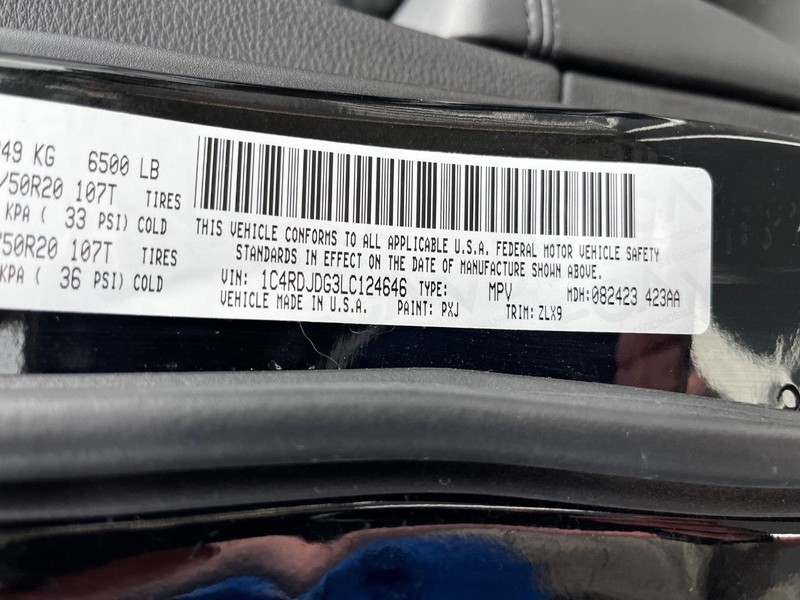 949 KG 6500 LB
/50R20 107T TIRES
KPA ( 33 PSI) COLD
/50R20 107T TIRES
KPA ( 36 PSI) COLD
THIS VEHICLE CONFORMS TO ALL APPLICABLE U.S.A. FEDERAL MOTOR VEHICLE SAFETY
STANDARDS IN EFFECT ON THE DATE OF MANUFACTURE SHOWN ABOVE.
VIN: 1C4RDJDG3LC124646 TYPE: MPV MDH: 082423 423AA
VEHICLE MADE IN U.S.A. PAINT: PXJ TRIM: ZLX9